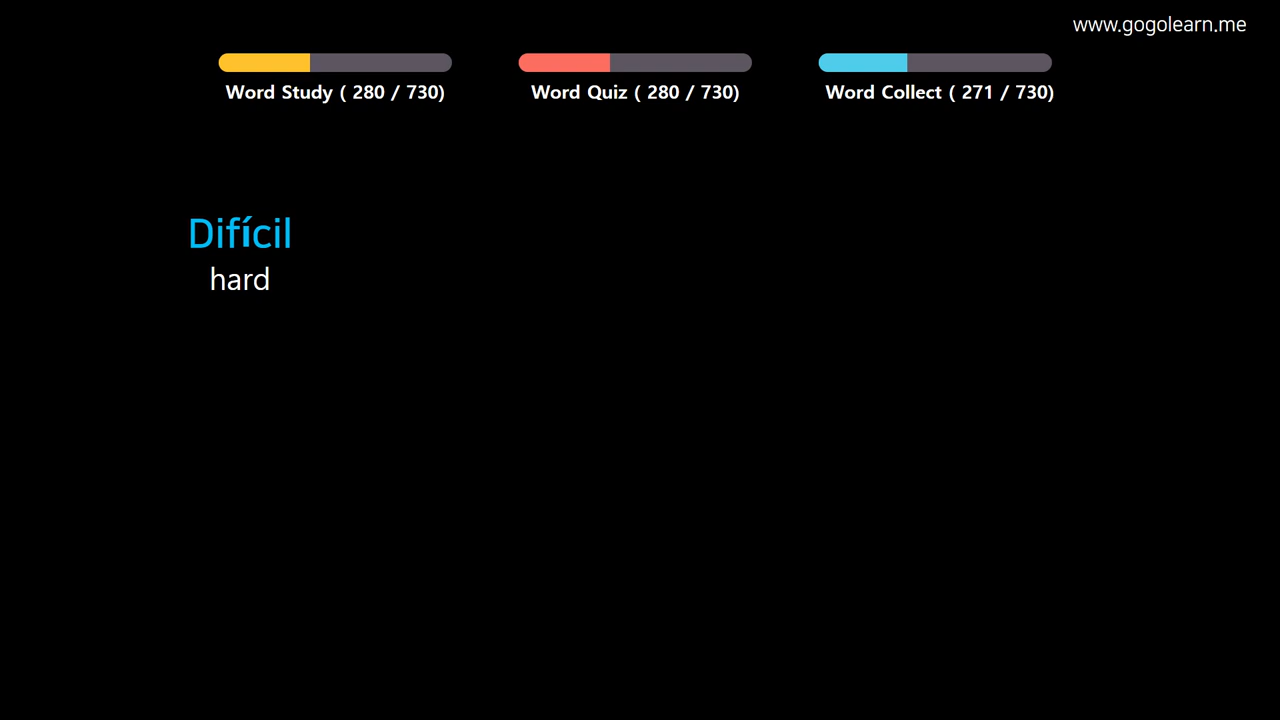 www.gogolearn.me
Word Study ( 280 / 730)
Word Quiz ( 280 / 730)
Word Collect ( 271 / 730)
Difícil
hard